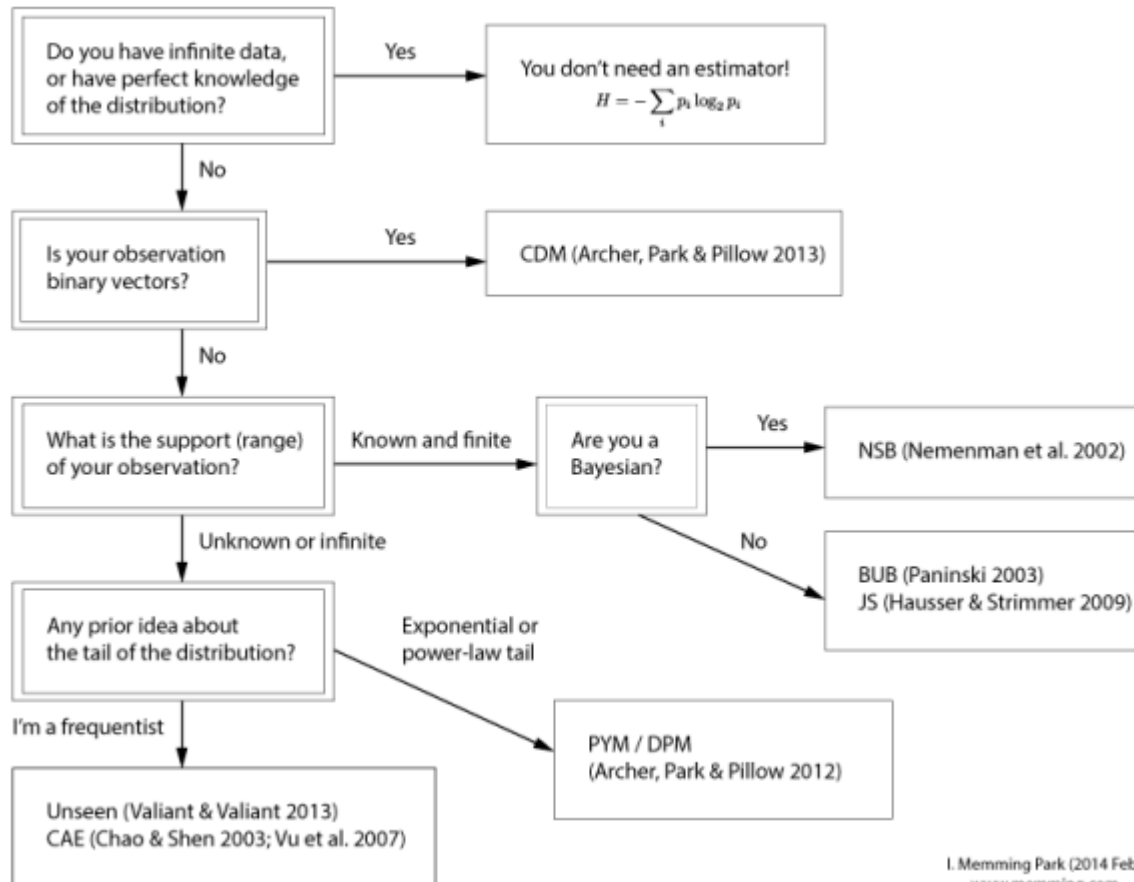 Do you have infinite data,
or have perfect knowledge
of the distribution?
Yes
You don't need an estimator!
H = − ∑ᵢ pᵢ log₂ pᵢ
No
Is your observation
binary vectors?
Yes
CDM (Archer, Park & Pillow 2013)
No
What is the support (range)
of your observation?
Known and finite
Are you a
Bayesian?
Yes
NSB (Nemenman et al. 2002)
No
BUB (Paninski 2003)
JS (Hausser & Strimmer 2009)
Unknown or infinite
Any prior idea about
the tail of the distribution?
Exponential or
power-law tail
PYM / DPM
(Archer, Park & Pillow 2012)
I'm a frequentist
Unseen (Valiant & Valiant 2013)
CAE (Chao & Shen 2003; Vu et al. 2007)
I. Memming Park (2014 Feb